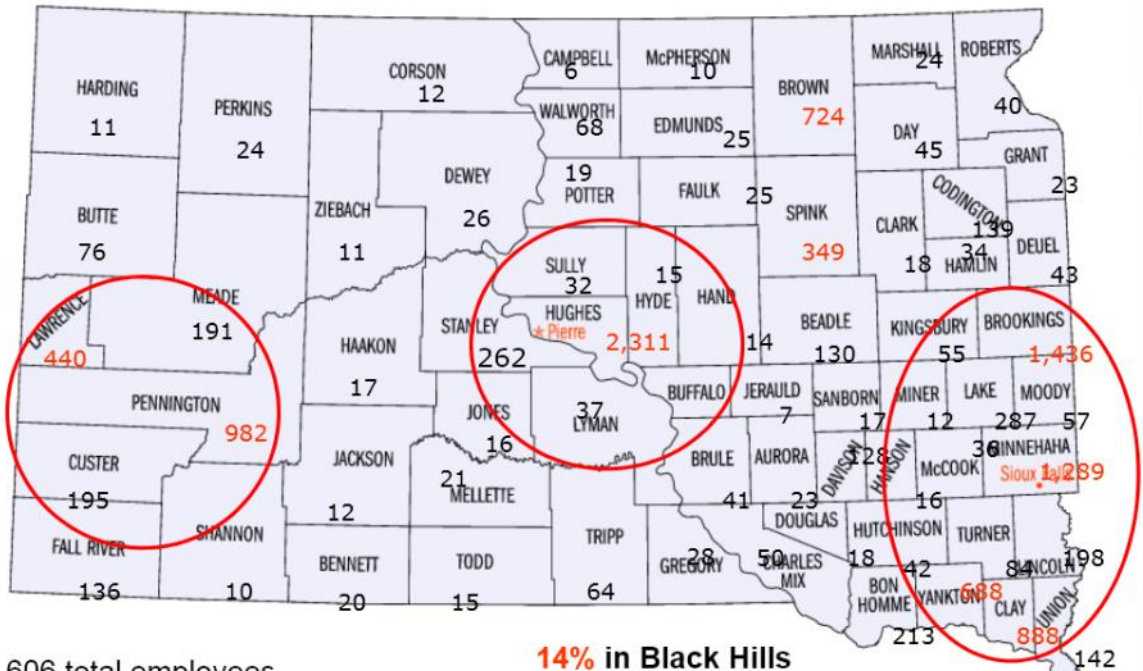 HARDING
11
PERKINS
24
CORSON
12
CAMPBELL
6
McPHERSON
10
BROWN
724
MARSHALL
24
ROBERTS
40
WALWORTH
68
EDMUNDS
25
DAY
45
GRANT
23
BUTTE
76
ZIEBACH
11
DEWEY
26
19
POTTER
FAULK
25
SPINK
349
CLARK
18
CODINGTON
139
34
HAMLIN
DEUEL
43
LAWRENCE
440
MEADE
191
HAAKON
17
STANLEY
262
SULLY
32
HUGHES
* Pierre
2,311
15
HYDE
HAND
14
BEADLE
130
KINGSBURY
55
BROOKINGS
1,436
PENNINGTON
982
JONES
16
37
LYMAN
BUFFALO
JERAULD
7
SANBORN
17
MINER
12
LAKE
287
MOODY
57
CUSTER
195
JACKSON
12
21
MELLETTE
BRULE
41
AURORA
23
DAVISON
128
HANSON
36
McCOOK
16
MINNEHAHA
Sioux Falls
1,289
FALL RIVER
136
SHANNON
10
BENNETT
20
TODD
15
TRIPP
64
GREGORY
28
DOUGLAS
18
50
CHARLES
MIX
HUTCHINSON
42
TURNER
84
LINCOLN
198
BON
HOMME
213
YANKTON
688
CLAY
888
UNION
142
606 total employees
14% in Black Hills